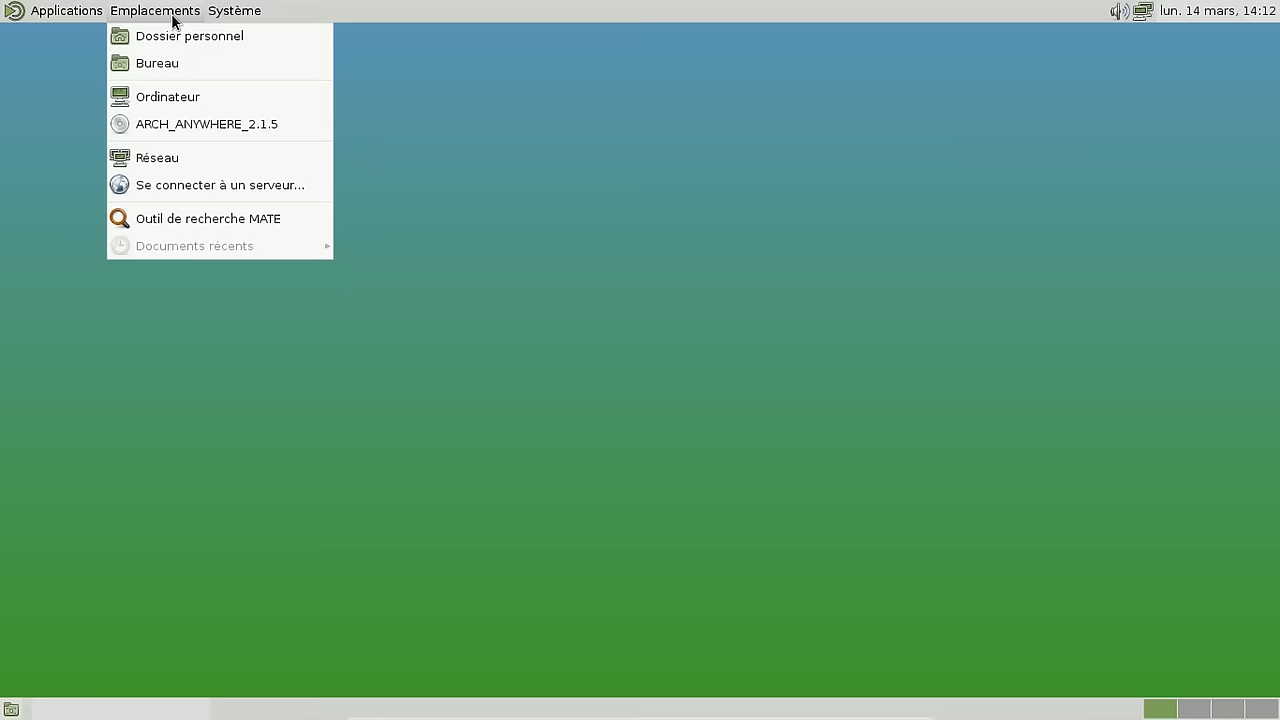 Applications Emplacements Système lun. 14 mars, 14:12
Dossier personnel
Bureau
Ordinateur
ARCH_ANYWHERE_2.1.5
Réseau
Se connecter à un serveur...
Outil de recherche MATE
Documents récents